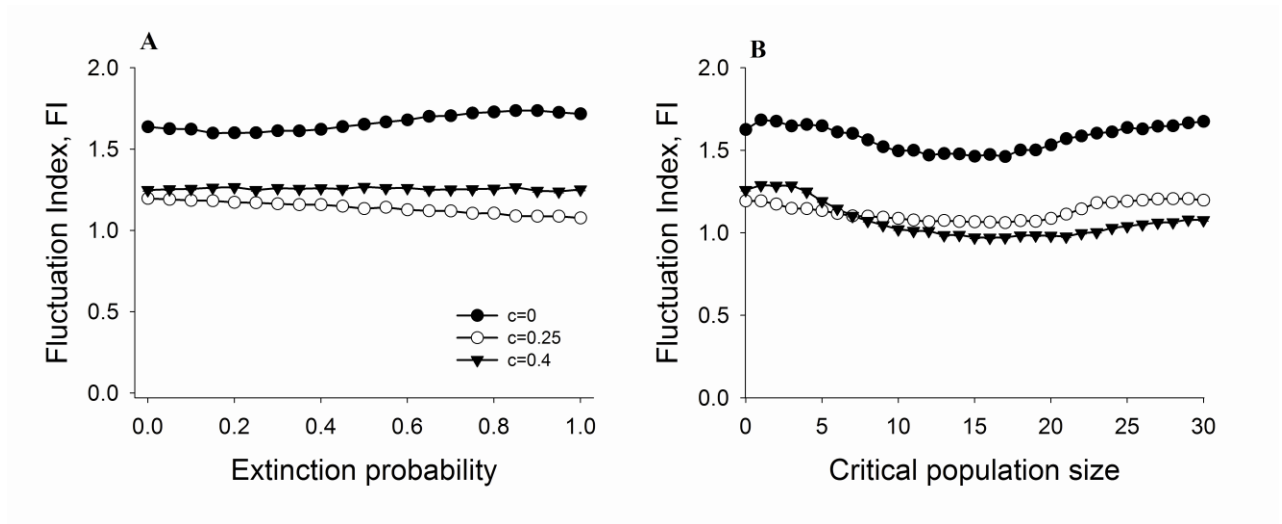 A
2.0
1.5
1.0
0.5
0.0
Fluctuation Index, FI
c=0
c=0.25
c=0.4
0.0 0.2 0.4 0.6 0.8 1.0
Extinction probability
B
2.0
1.5
1.0
0.5
0.0
Fluctuation Index, FI
0 5 10 15 20 25 30
Critical population size